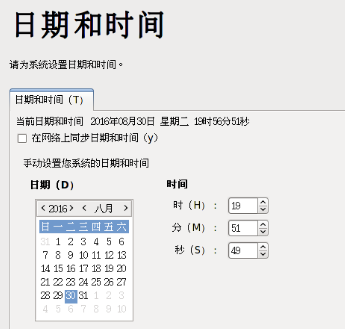 日期和时间
请为系统设置日期和时间。
日期和时间（T）
当前日期和时间 2016年08月30日 星期二 19时56分51秒
在网络上同步日期和时间（y）
手动设置您系统的日期和时间
日期（D）
< 2016 > < 八月 >
日 一 二 三 四 五 六
31 1 2 3 4 5 6
7 8 9 10 11 12 13
14 15 16 17 18 19 20
21 22 23 24 25 26 27
28 29 30 31 1 2 3
4 5 6 7 8 9 10
时间
时（H）： 19
分（M）： 51
秒（S）： 49